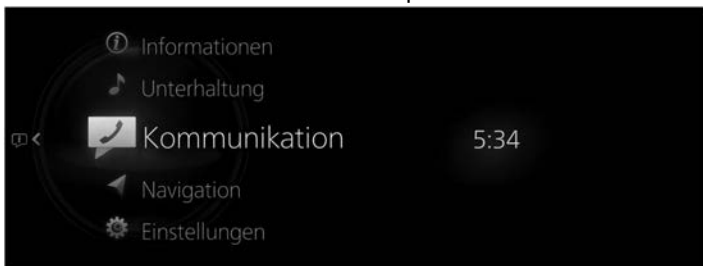 Informationen
Unterhaltung
Kommunikation
5:34
Navigation
Einstellungen